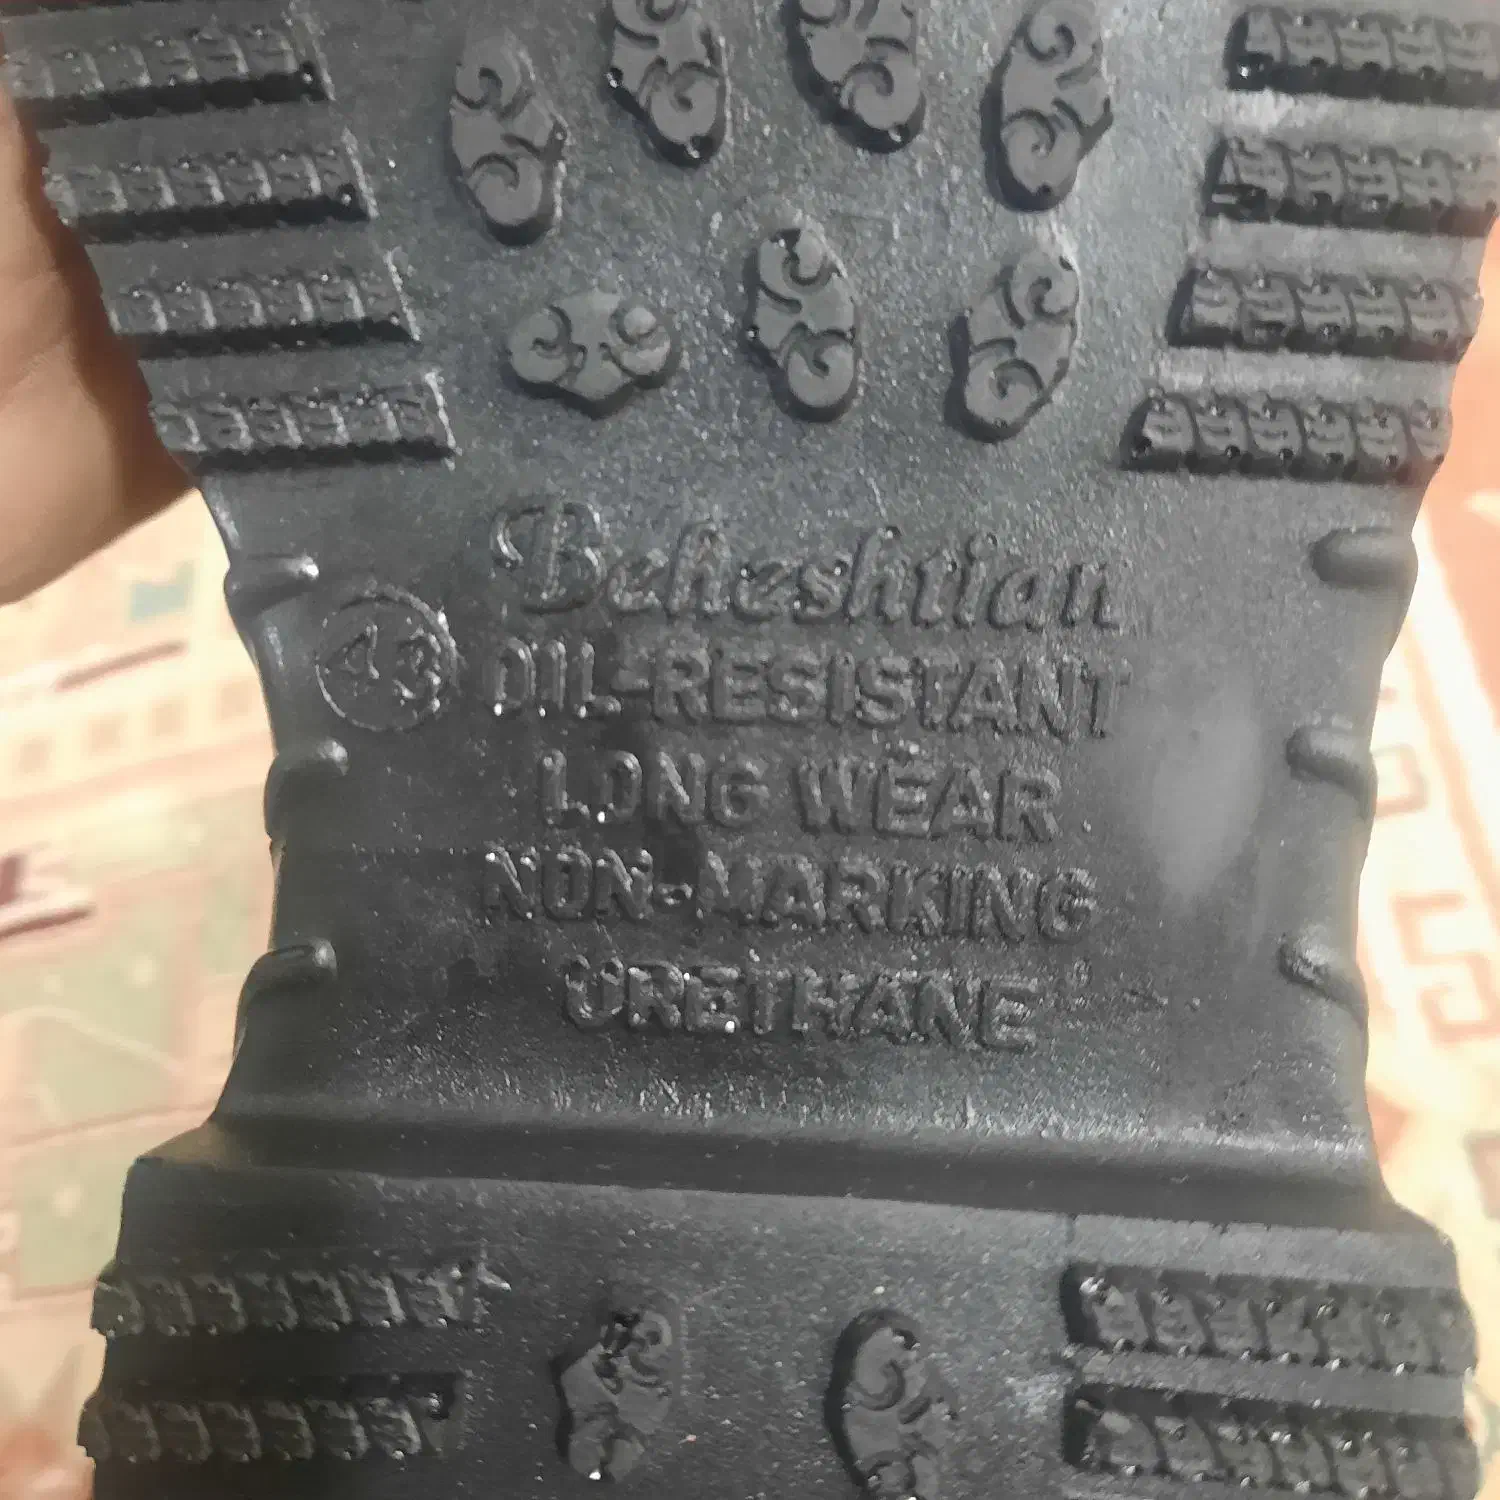 Beheshtian
43
OIL-RESISTANT
LONG WEAR
NON-MARKING
URETHANE